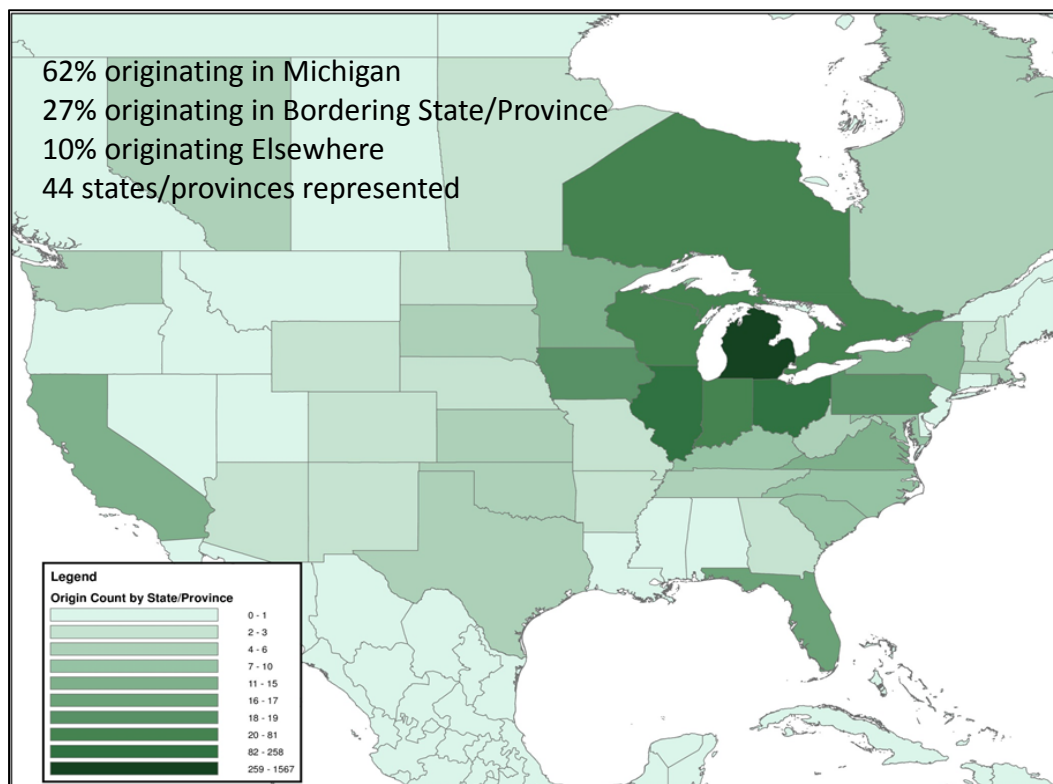 62% originating in Michigan
27% originating in Bordering State/Province
10% originating Elsewhere
44 states/provinces represented
Legend
Origin Count by State/Province
0 - 1
2 - 3
4 - 6
7 - 10
11 - 15
16 - 17
18 - 19
20 - 81
82 - 258
259 - 1567